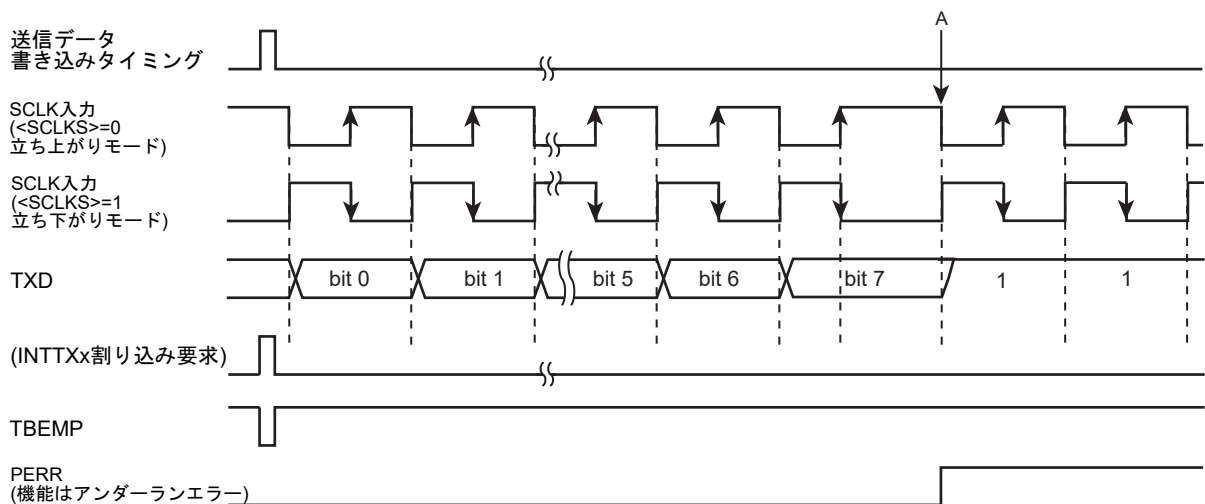 A
送信データ
書き込みタイミング
SCLK入力
(<SCLKS>=0
立ち上がりモード)
SCLK入力
(<SCLKS>=1
立ち下がりモード)
TXD
bit 0
bit 1
bit 5
bit 6
bit 7
1
1
(INTTXx割り込み要求)
TBEMP
PERR
(機能はアンダーランエラー)